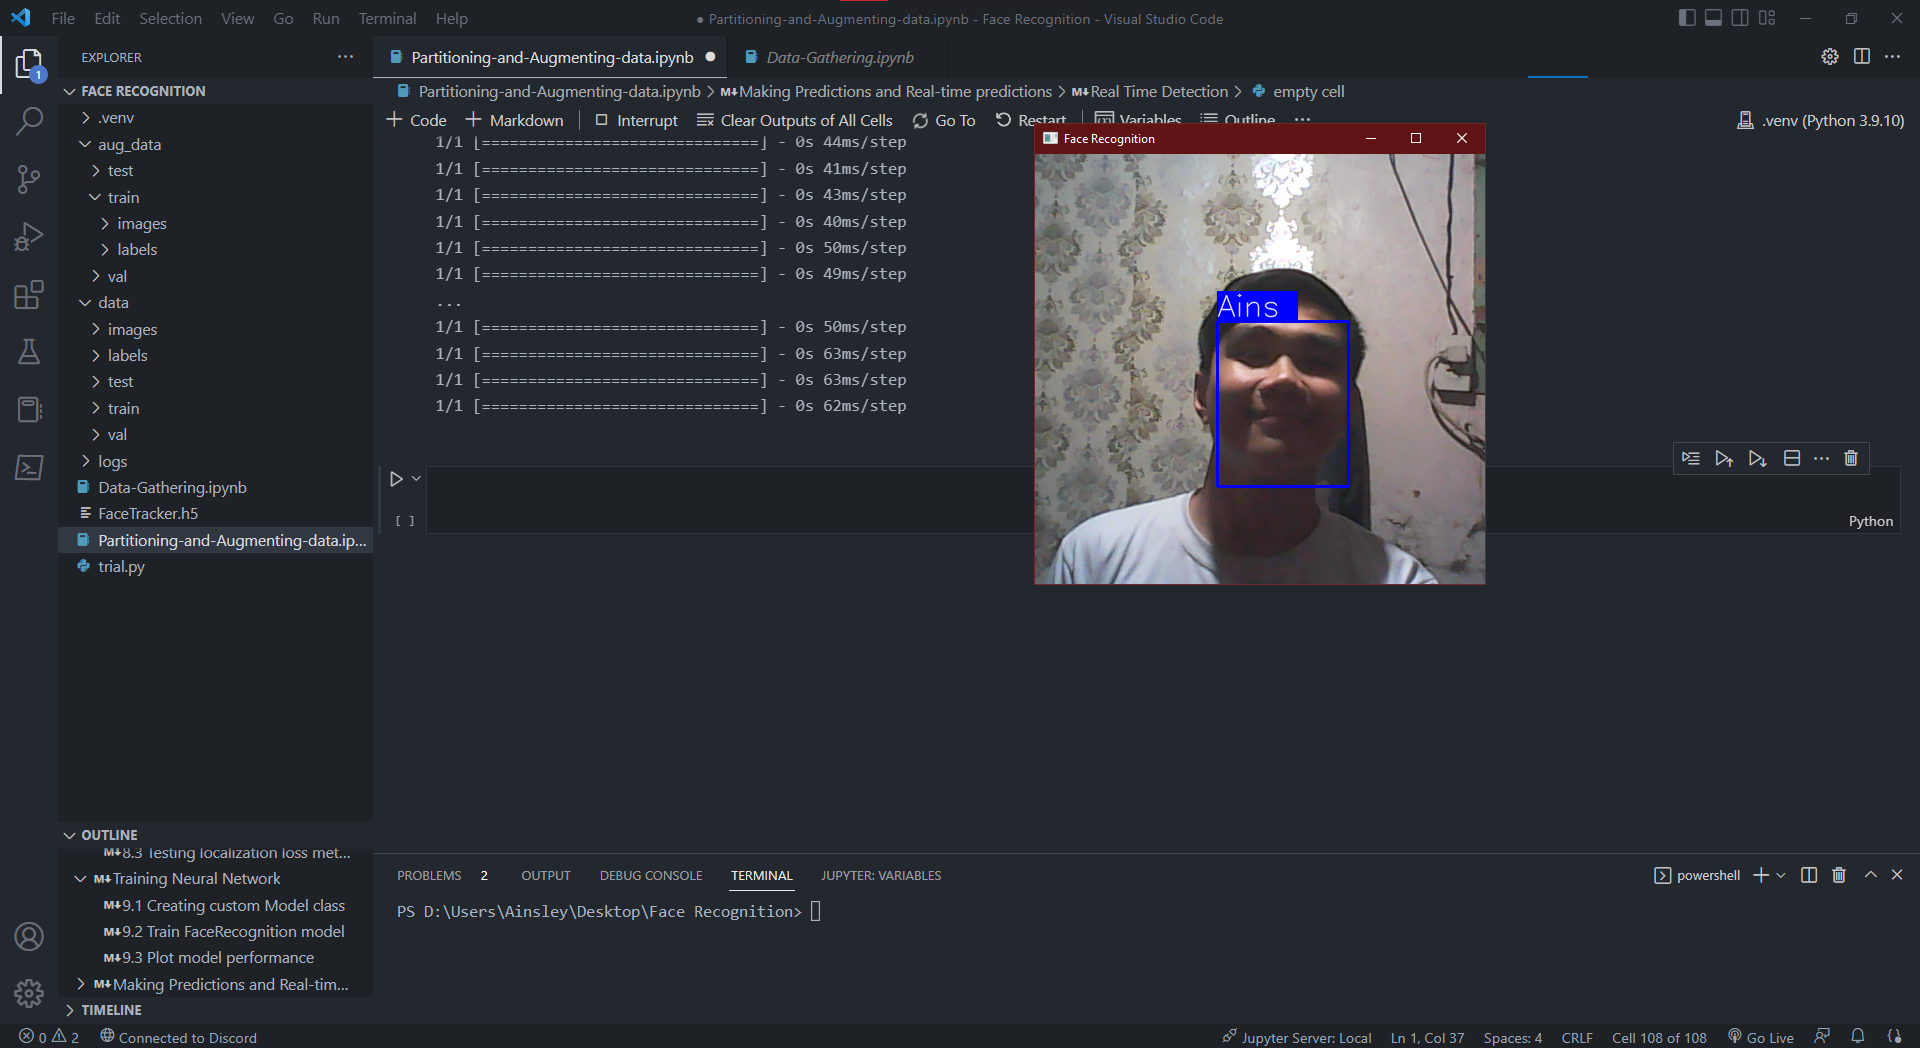 File Edit Selection View Go Run Terminal Help
● Partitioning-and-Augmenting-data.ipynb - Face Recognition - Visual Studio Code
EXPLORER
Partitioning-and-Augmenting-data.ipynb ●
Data-Gathering.ipynb
1
FACE RECOGNITION
Partitioning-and-Augmenting-data.ipynb > M↓Making Predictions and Real-time predictions > M↓Real Time Detection > empty cell
+ Code + Markdown | Interrupt Clear Outputs of All Cells Go To Restart | Variables Outline ...
.venv (Python 3.9.10)
.venv
aug_data
test
train
images
labels
val
data
images
labels
test
train
val
logs
Data-Gathering.ipynb
FaceTracker.h5
Partitioning-and-Augmenting-data.ip...
trial.py
1/1 [==============================] - 0s 44ms/step
1/1 [==============================] - 0s 41ms/step
1/1 [==============================] - 0s 43ms/step
1/1 [==============================] - 0s 40ms/step
1/1 [==============================] - 0s 50ms/step
1/1 [==============================] - 0s 49ms/step
...
1/1 [==============================] - 0s 50ms/step
1/1 [==============================] - 0s 63ms/step
1/1 [==============================] - 0s 63ms/step
1/1 [==============================] - 0s 62ms/step
[ ]
Python
Face Recognition
Ains
OUTLINE
M↓8.3 Testing localization loss met...
M↓Training Neural Network
M↓9.1 Creating custom Model class
M↓9.2 Train FaceRecognition model
M↓9.3 Plot model performance
M↓Making Predictions and Real-tim...
TIMELINE
PROBLEMS 2 OUTPUT DEBUG CONSOLE TERMINAL JUPYTER: VARIABLES
powershell
PS D:\Users\Ainsley\Desktop\Face Recognition>
0 2 Connected to Discord
Jupyter Server: Local Ln 1, Col 37 Spaces: 4 CRLF Cell 108 of 108 Go Live